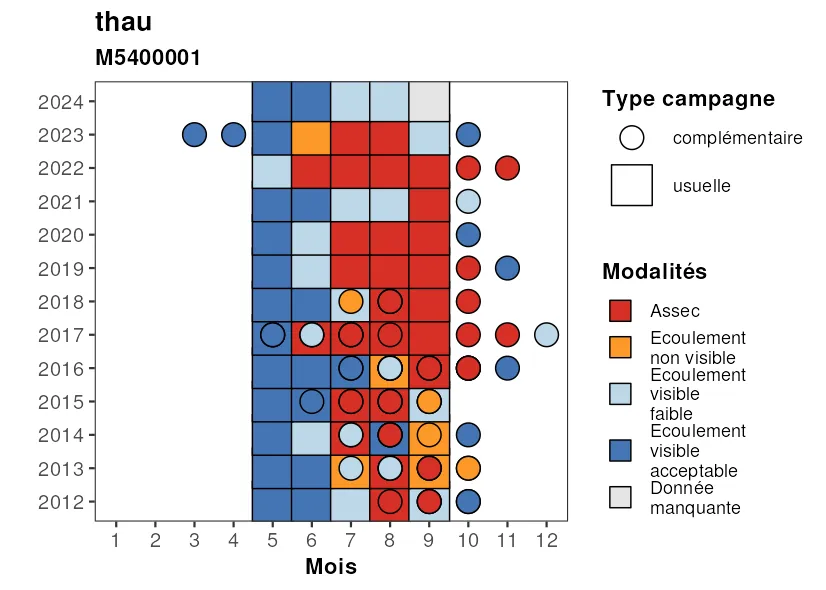 thau
M5400001
2024
2023
2022
2021
2020
2019
2018
2017
2016
2015
2014
2013
2012
1 2 3 4 5 6 7 8 9 10 11 12
Mois
Type campagne
complémentaire
usuelle
Modalités
Assec
Ecoulement
non visible
Ecoulement
visible
faible
Ecoulement
visible
acceptable
Donnée
manquante